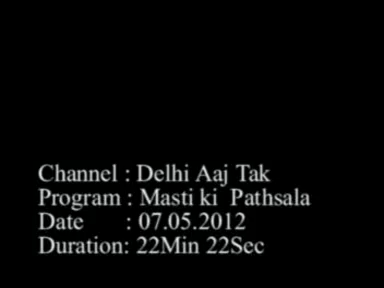 Channel : Delhi Aaj Tak
Program : Masti ki  Pathsala
Date       : 07.05.2012
Duration: 22Min 22Sec